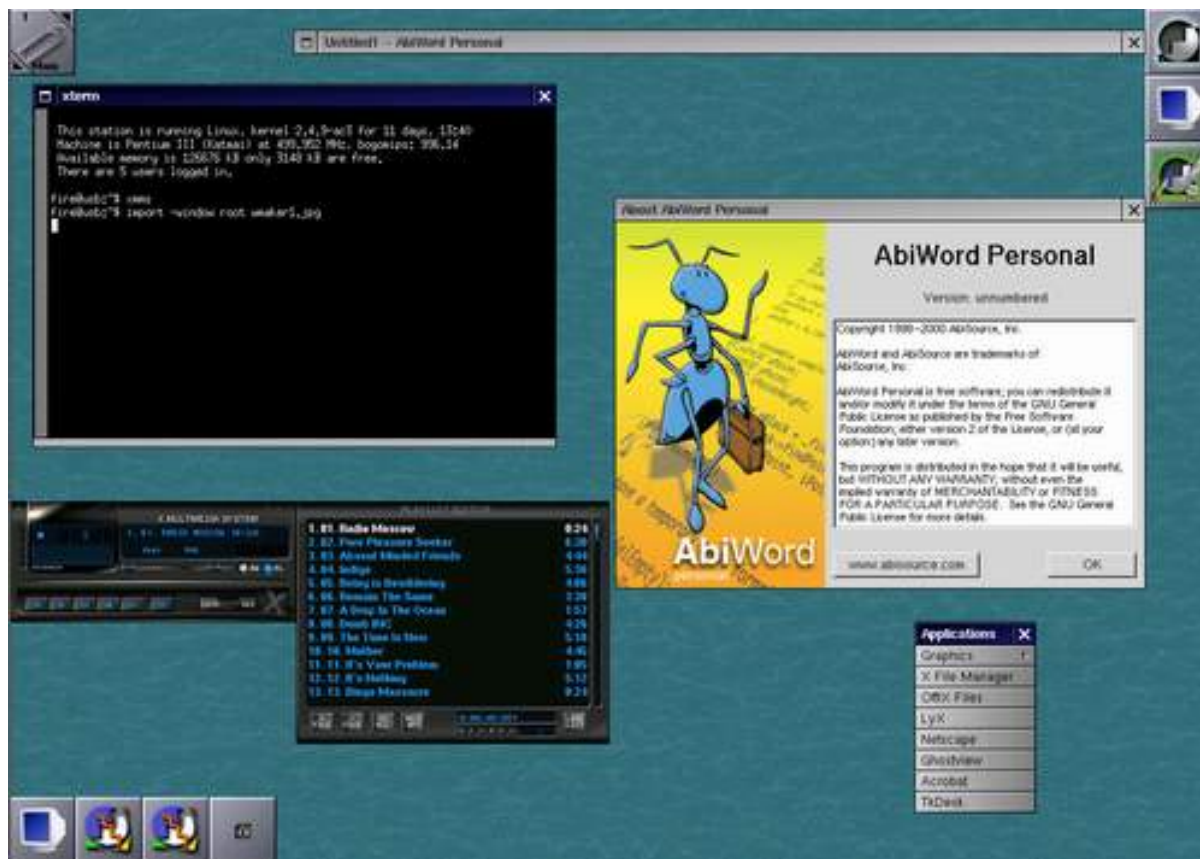 Untitled1 - AbiWord Personal
xterm
This station is running Linux, kernel 2.4.9-ac3 for 11 days, 13:40
Machine is Pentium III (Katmai) at 499.952 MHz, bogomips: 996.14
Available memory is kB only 3148 kB are free.
There are 5 users logged in.
xmms
import -window root
About AbiWord Personal
AbiWord Personal
Version: unnumbered
Copyright 1998-2000 AbiSource, Inc.
AbiWord and AbiSource are trademarks of
AbiSource, Inc.
AbiWord Personal is free software; you can redistribute it
and/or modify it under the terms of the GNU General
Public License as published by the Free Software
Foundation; either version 2 of the License, or (at your
option) any later version.
This program is distributed in the hope that it will be useful,
but WITHOUT ANY WARRANTY; without even the
implied warranty of MERCHANTABILITY or FITNESS
FOR A PARTICULAR PURPOSE. See the GNU General
Public License for more details.
AbiWord
personal
www.abisource.com
OK
X MULTIMEDIA SYSTEM
1. 01. Radio Moscow 0:24
2. 02. Pure Pleasure Seeker
3. 03. Absent Minded Friends 4:44
4. 04. Indigo
5. 05. Being is Bewildering
6. 06. Remain The Same
7. 07. A Drop In The Ocean
8. 08. Dumb INC
9. 09. The Time Is Now
10. 10. Mother 4:45
11. 11. It's Your Problem
12. 12. It's Nothing
13. 13. Bingo Massacre
Applications
Graphics
X File Manager
OffiX Files
LyX
Netscape
Ghostview
Acrobat
TkDesk